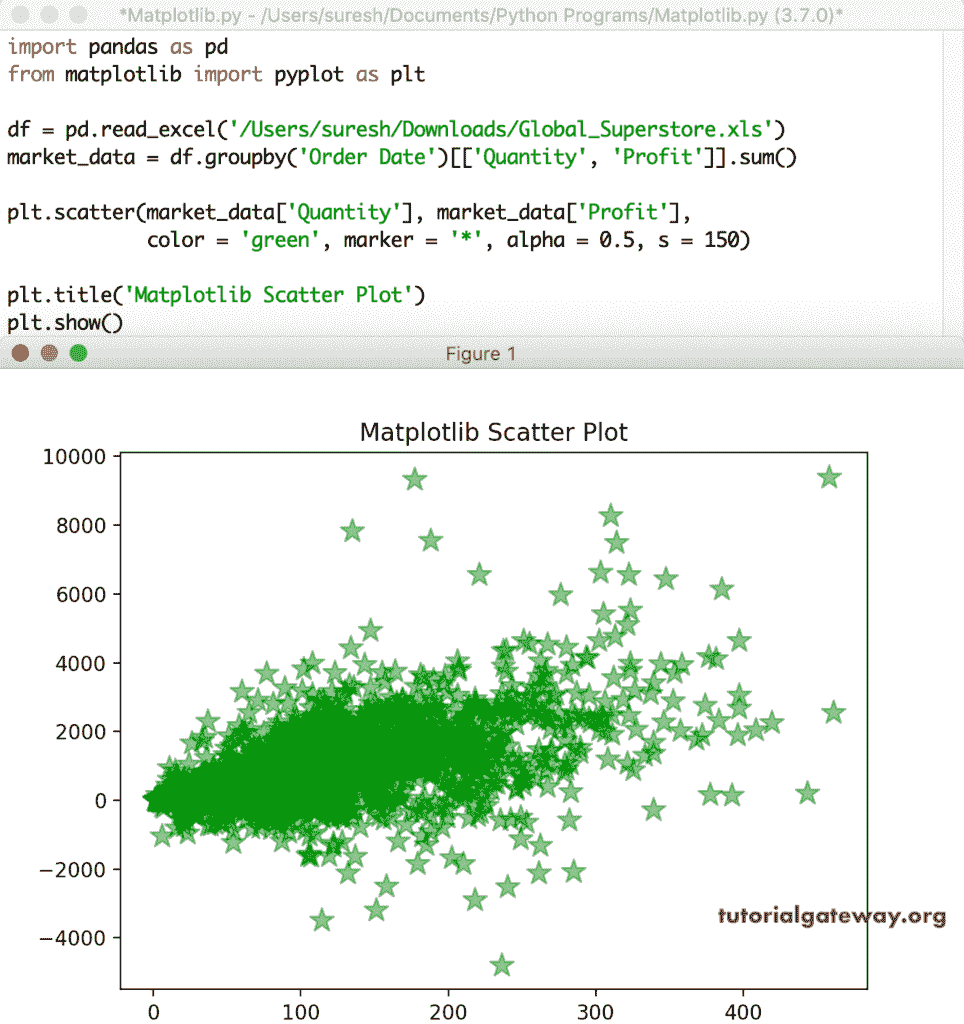 *Matplotlib.py - /Users/suresh/Documents/Python Programs/Matplotlib.py (3.7.0)*
import pandas as pd
from matplotlib import pyplot as plt
df = pd.read_excel('/Users/suresh/Downloads/Global_Superstore.xls')
market_data = df.groupby('Order Date')[['Quantity', 'Profit']].sum()
plt.scatter(market_data['Quantity'], market_data['Profit'],
color = 'green', marker = '*', alpha = 0.5, s = 150)
plt.title('Matplotlib Scatter Plot')
plt.show()
Figure 1
Matplotlib Scatter Plot
10000
8000
6000
4000
2000
0
−2000
tutorialgateway.org
−4000
0 100 200 300 400